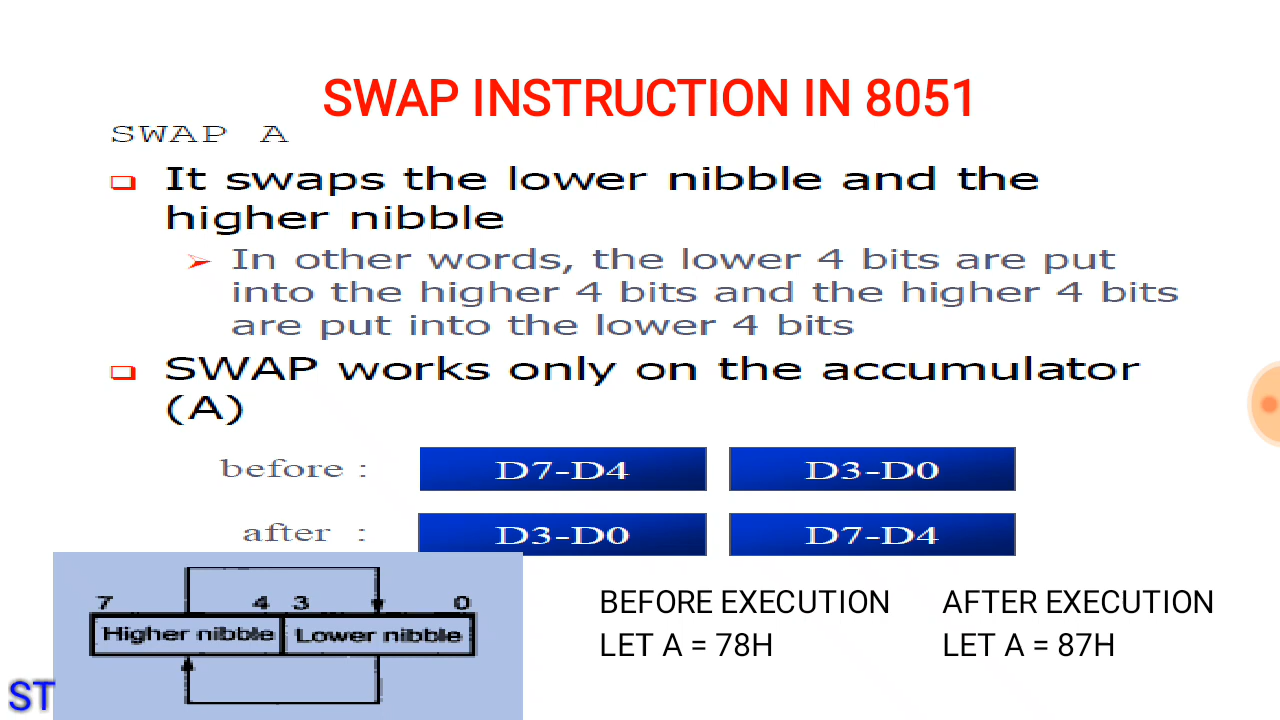 SWAP INSTRUCTION IN 8051
SWAP A
It swaps the lower nibble and the
higher nibble
In other words, the lower 4 bits are put
into the higher 4 bits and the higher 4 bits
are put into the lower 4 bits
SWAP works only on the accumulator
(A)
before : D7-D4 D3-D0
after : D3-D0 D7-D4
7 4 3 0
Higher nibble Lower nibble
BEFORE EXECUTION AFTER EXECUTION
LET A = 78H LET A = 87H
ST